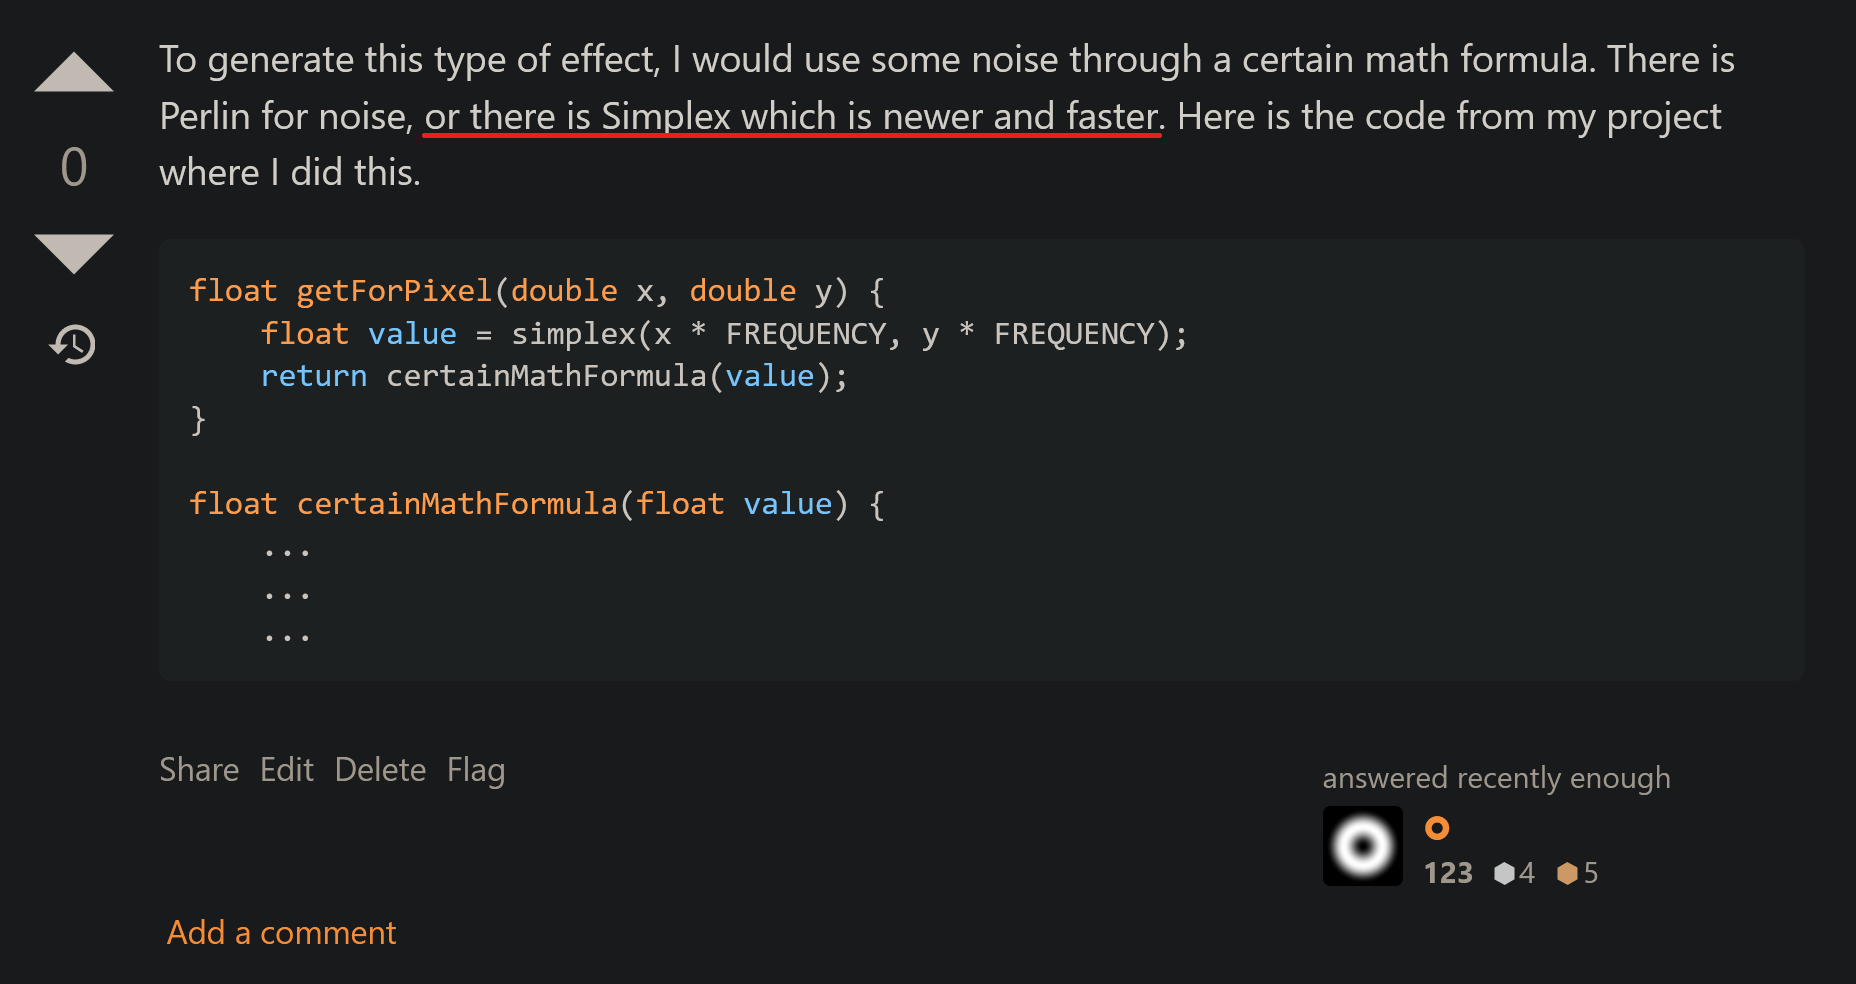 To generate this type of effect, I would use some noise through a certain math formula. There is
Perlin for noise, or there is Simplex which is newer and faster. Here is the code from my project
where I did this.
0
float getForPixel(double x, double y) {
    float value = simplex(x * FREQUENCY, y * FREQUENCY);
    return certainMathFormula(value);
}

float certainMathFormula(float value) {
    ...
    ...
    ...
Share Edit Delete Flag
answered recently enough
123 4 5
Add a comment